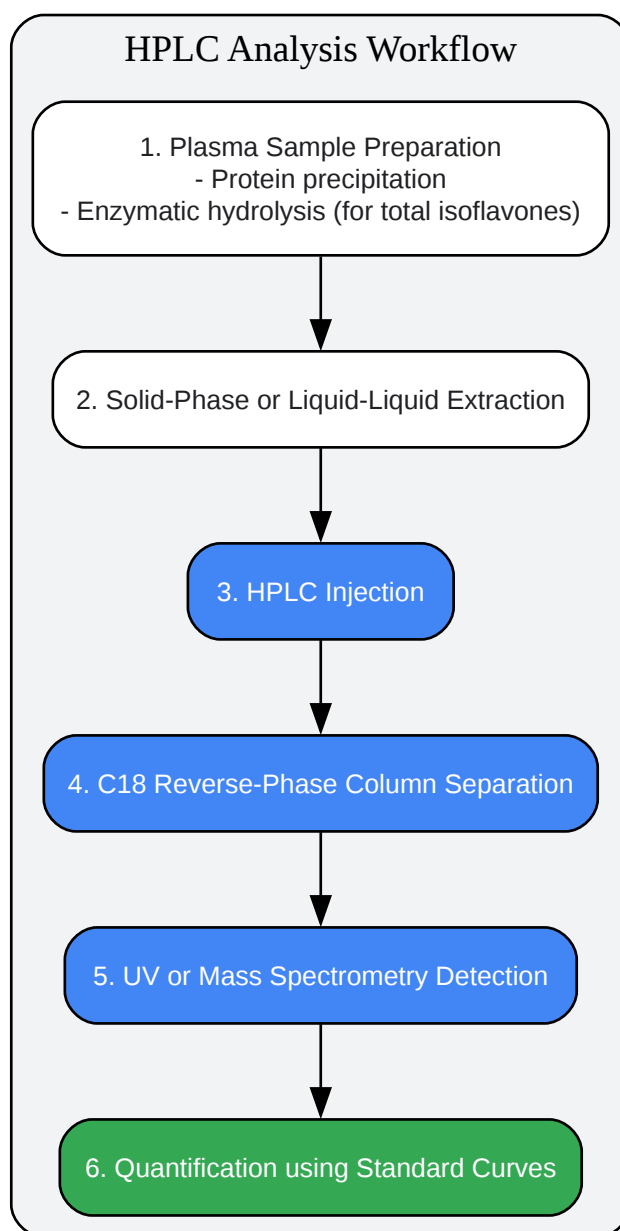 HPLC Analysis Workflow
1. Plasma Sample Preparation
- Protein precipitation
- Enzymatic hydrolysis (for total isoflavones)
2. Solid-Phase or Liquid-Liquid Extraction
3. HPLC Injection
4. C18 Reverse-Phase Column Separation
5. UV or Mass Spectrometry Detection
6. Quantification using Standard Curves